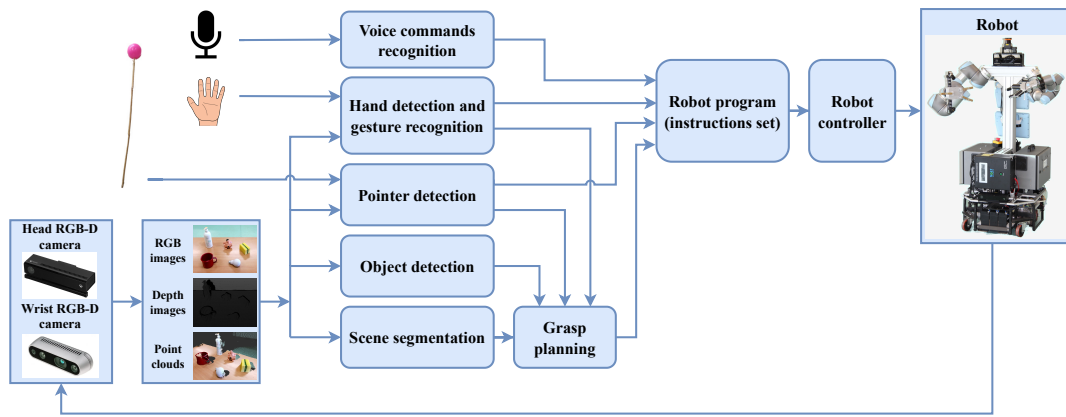 Voice commands
recognition
Hand detection and
gesture recognition
Pointer detection
Object detection
Scene segmentation
Grasp
planning
Robot program
(instructions set)
Robot
controller
Robot
Head RGB-D
camera
Wrist RGB-D
camera
RGB
images
Depth
images
Point
clouds